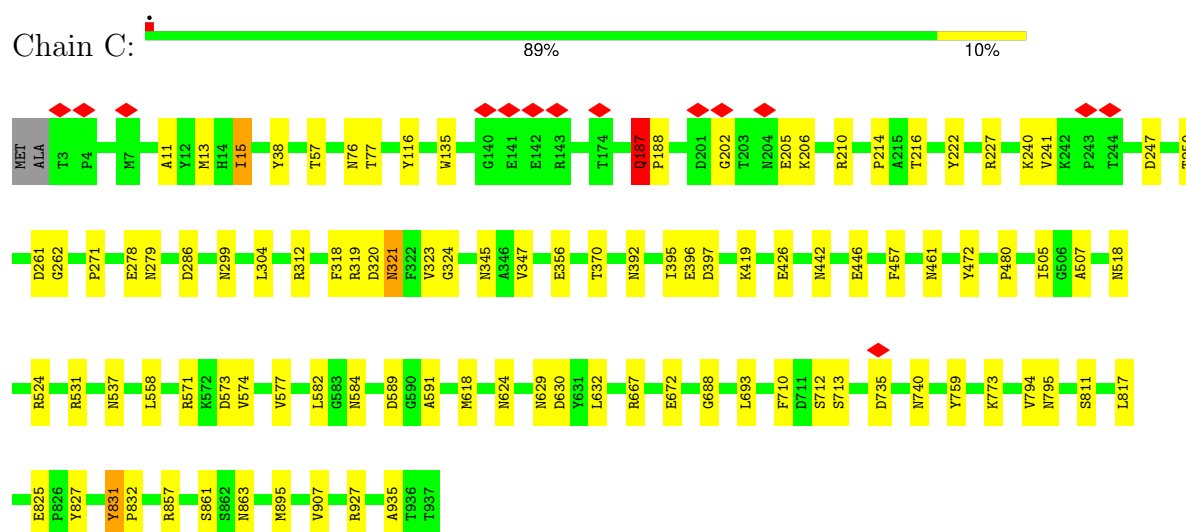 Chain C:
89% 10%
MET ALA T3 P4 M7 A11 Y12 M13 H14 I15 Y38 T57 N76 T77 Y116 W135 G140 E141 E142 R143 T174 Q187 P188 D201 G202 T203 N204 E205 K206 R210 P214 A215 T216 Y222 R227 K240 V241 K242 P243 T244 D247
D261 G262 P271 E278 N279 D286 N299 L304 R312 F318 R319 D320 N321 F322 V323 G324 N345 A346 V347 E356 T370 N392 I395 E396 D397 K419 E426 N442 E446 F457 N461 Y472 P480 I505 G506 A507 N518
R524 R531 N537 L558 R571 K572 D573 V574 V577 L582 G583 N584 D589 G590 A591 M618 N624 N629 D630 Y631 L632 R667 E672 G688 L693 F710 D711 S712 S713 D735 N740 Y759 K773 V794 N795 S811 L817
E825 P826 Y827 Y831 P832 R857 S861 S862 N863 M895 V907 R927 A935 T936 T937